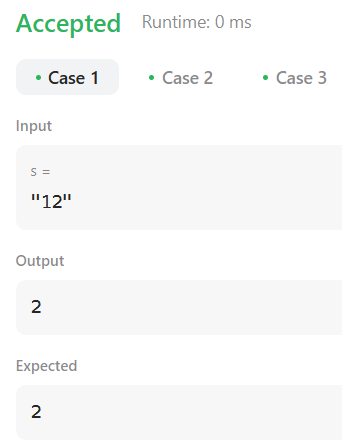 Accepted Runtime: 0 ms
Case 1 Case 2 Case 3
Input
s =
"12"
Output
2
Expected
2